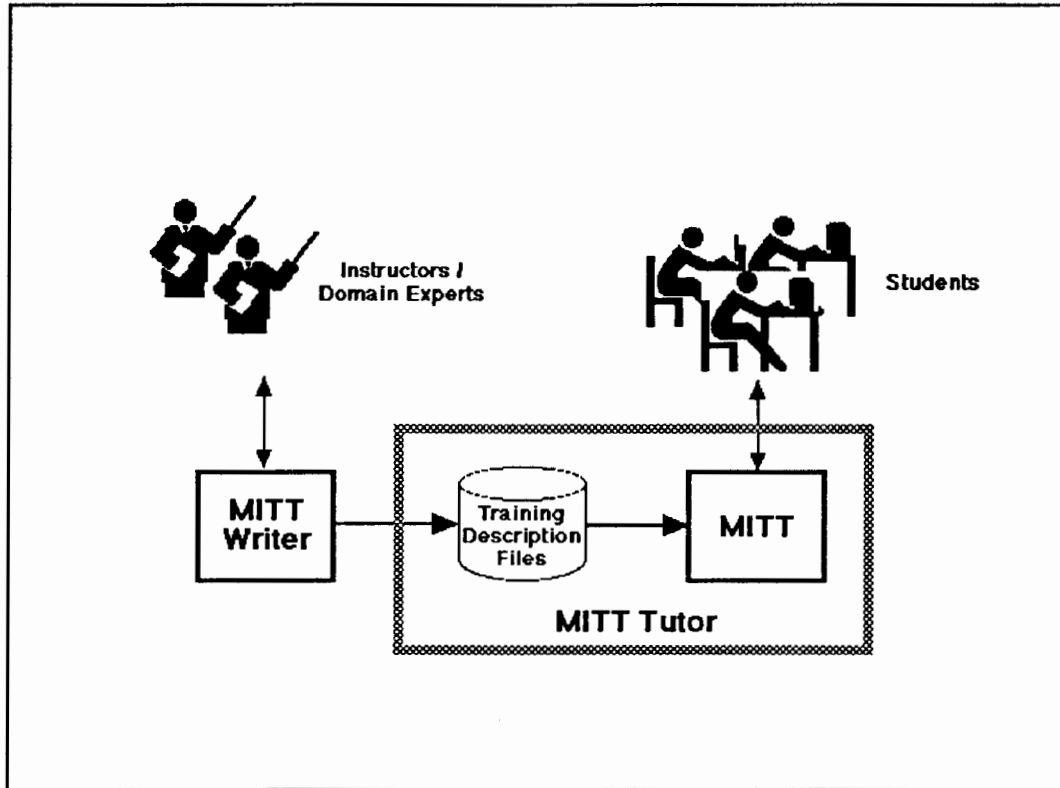 Instructors /
Domain Experts
Students
MITT
Writer
Training
Description
Files
MITT
MITT Tutor